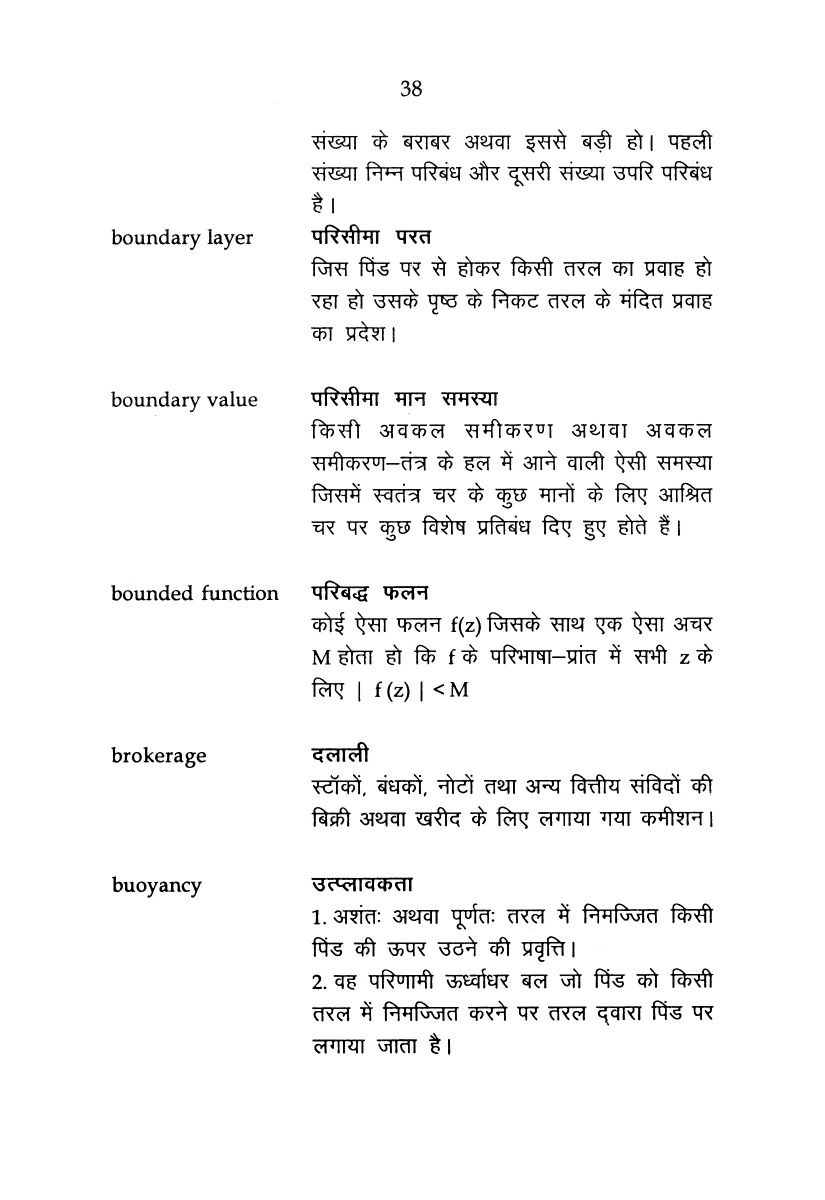 38
संख्या के बराबर अथवा इससे बड़ी हो। पहली
संख्या निम्न परिबंध और दूसरी संख्या उपरि परिबंध
है।
boundary layer परिसीमा परत
जिस पिंड पर से होकर किसी तरल का प्रवाह हो
रहा हो उसके पृष्ठ के निकट तरल के मंदित प्रवाह
का प्रदेश।
boundary value परिसीमा मान समस्या
किसी अवकल समीकरण अथवा अवकल
समीकरण–तंत्र के हल में आने वाली ऐसी समस्या
जिसमें स्वतंत्र चर के कुछ मानों के लिए आश्रित
चर पर कुछ विशेष प्रतिबंध दिए हुए होते हैं।
bounded function परिबद्ध फलन
कोई ऐसा फलन f(z) जिसके साथ एक ऐसा अचर
M होता हो कि f के परिभाषा–प्रांत में सभी z के
लिए | f (z) | < M
brokerage दलाली
स्टॉकों, बंधकों, नोटों तथा अन्य वित्तीय संविदों की
बिक्री अथवा खरीद के लिए लगाया गया कमीशन।
buoyancy उत्प्लावकता
1. अशंतः अथवा पूर्णतः तरल में निमज्जित किसी
पिंड की ऊपर उठने की प्रवृत्ति।
2. वह परिणामी ऊर्ध्वाधर बल जो पिंड को किसी
तरल में निमज्जित करने पर तरल द्वारा पिंड पर
लगाया जाता है।